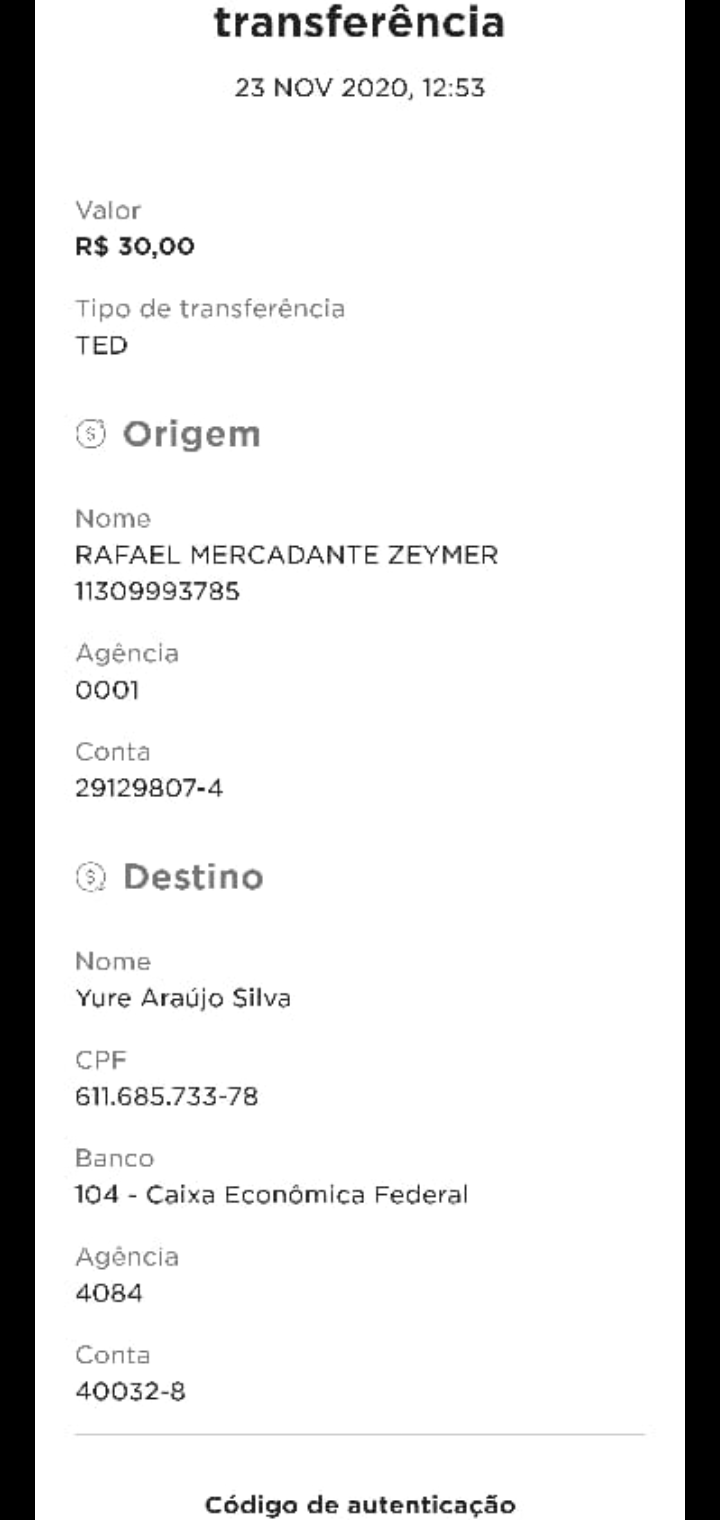 transferência
23 NOV 2020, 12:53
Valor
R$ 30,00
Tipo de transferência
TED
Origem
Nome
RAFAEL MERCADANTE ZEYMER
11309993785
Agência
0001
Conta
29129807-4
Destino
Nome
Yure Araújo Silva
CPF
611.685.733-78
Banco
104 - Caixa Econômica Federal
Agência
4084
Conta
40032-8
Código de autenticação